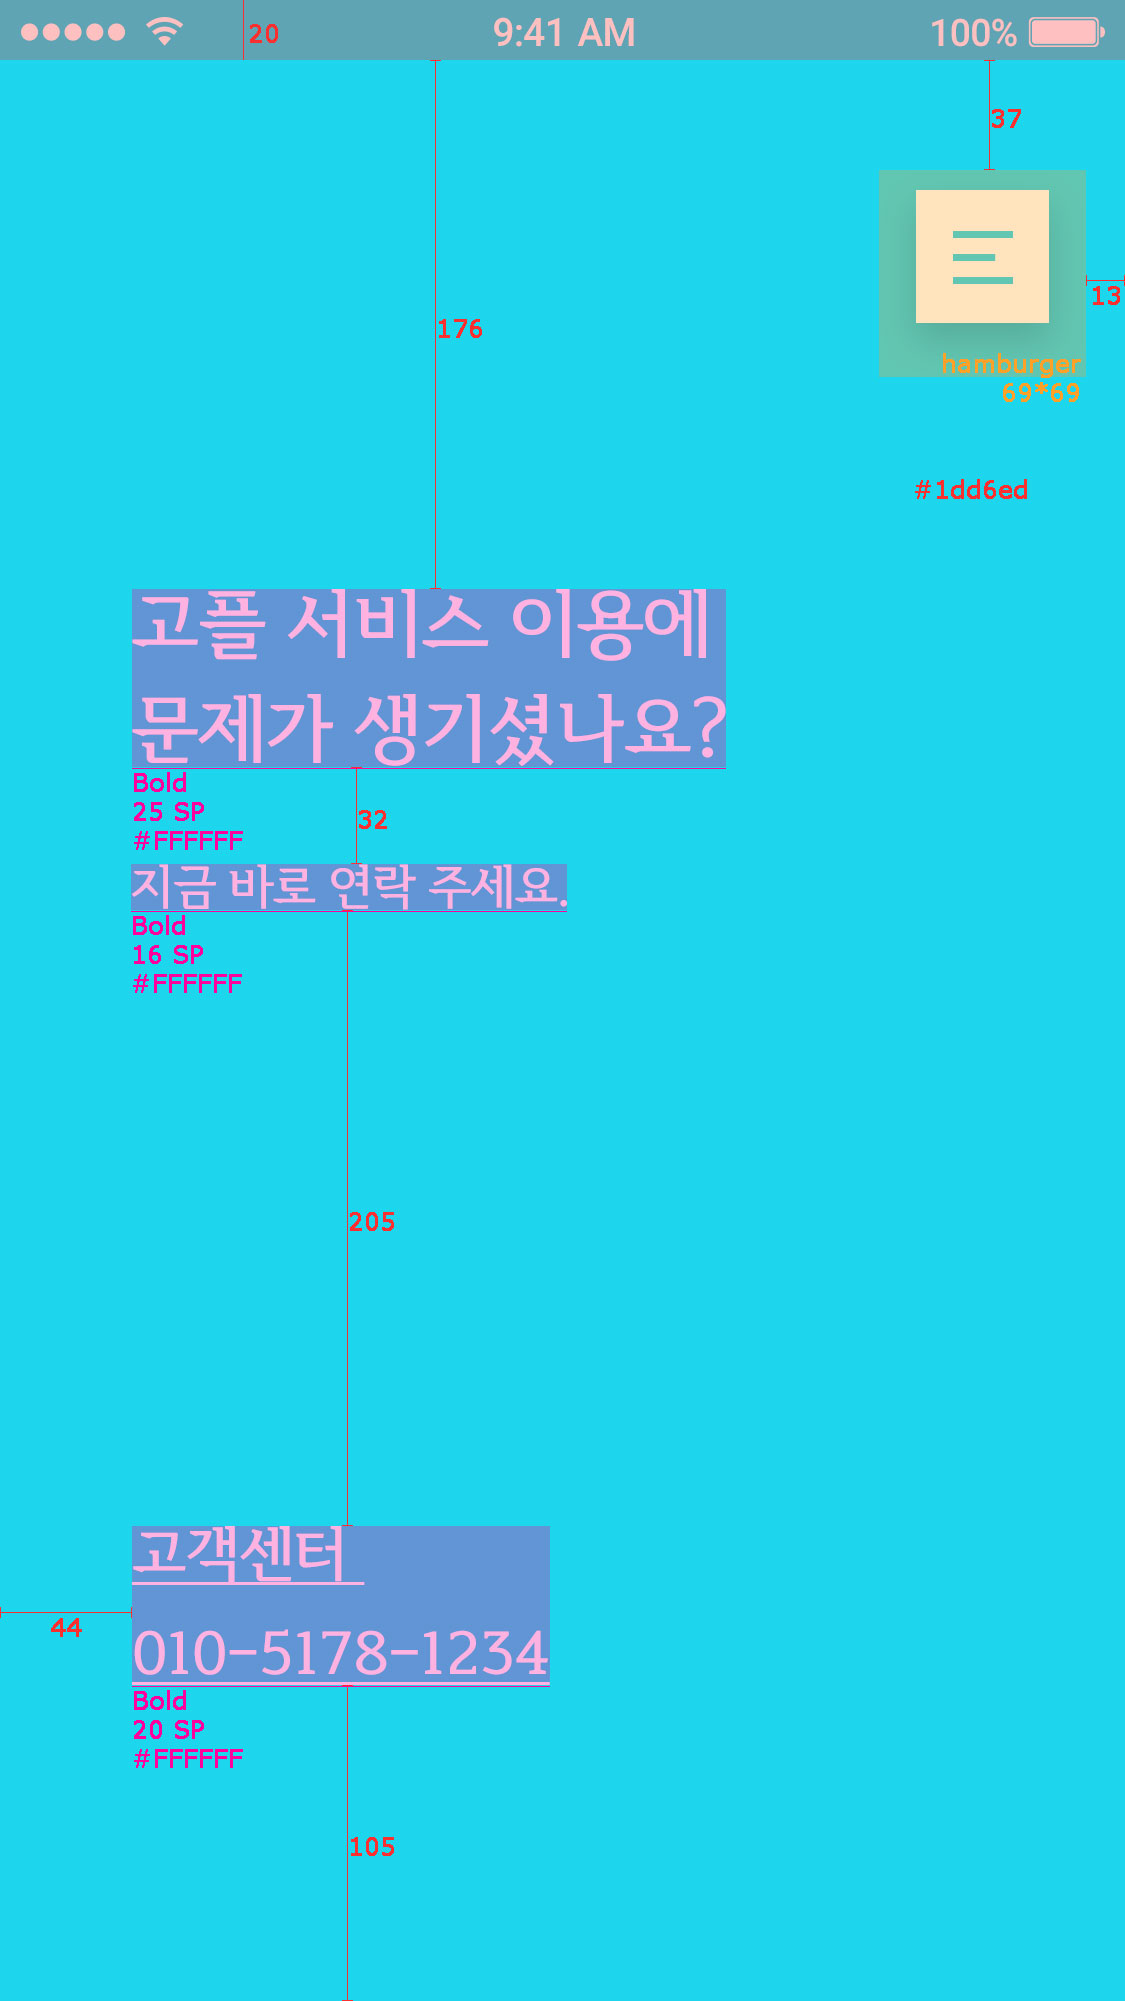 20
9:41 AM
100%
37
13
176
hamburger
69*69
#1dd6ed
고플 서비스 이용에
문제가 생기셨나요?
Bold
25 SP
#FFFFFF
32
지금 바로 연락 주세요.
Bold
16 SP
#FFFFFF
205
고객센터
44
010-5178-1234
Bold
20 SP
#FFFFFF
105